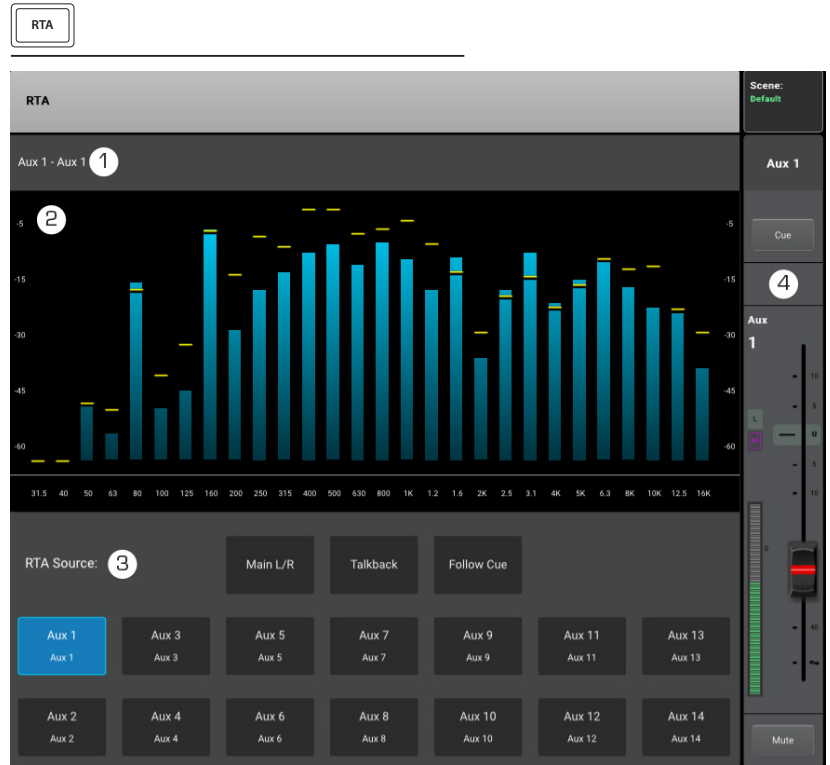 RTA
RTA
Scene:
Default
Aux 1 - Aux 1 1
Aux 1
2
-5 -5
Cue
-15 -15
4
Aux
1
-30 -30
10
5
-45 -45
L
U
-60 -60
5
31.5 40 50 63 80 100 125 160 200 250 315 400 500 630 800 1K 1.2 1.6 2K 2.5 3.1 4K 5K 6.3 8K 10K 12.5 16K
10
0
RTA Source: 3 Main L/R Talkback Follow Cue
40
Aux 1 Aux 3 Aux 5 Aux 7 Aux 9 Aux 11 Aux 13
Aux 1 Aux 3 Aux 5 Aux 7 Aux 9 Aux 11 Aux 13
Aux 2 Aux 4 Aux 6 Aux 8 Aux 10 Aux 12 Aux 14
Aux 2 Aux 4 Aux 6 Aux 8 Aux 10 Aux 12 Aux 14
Mute